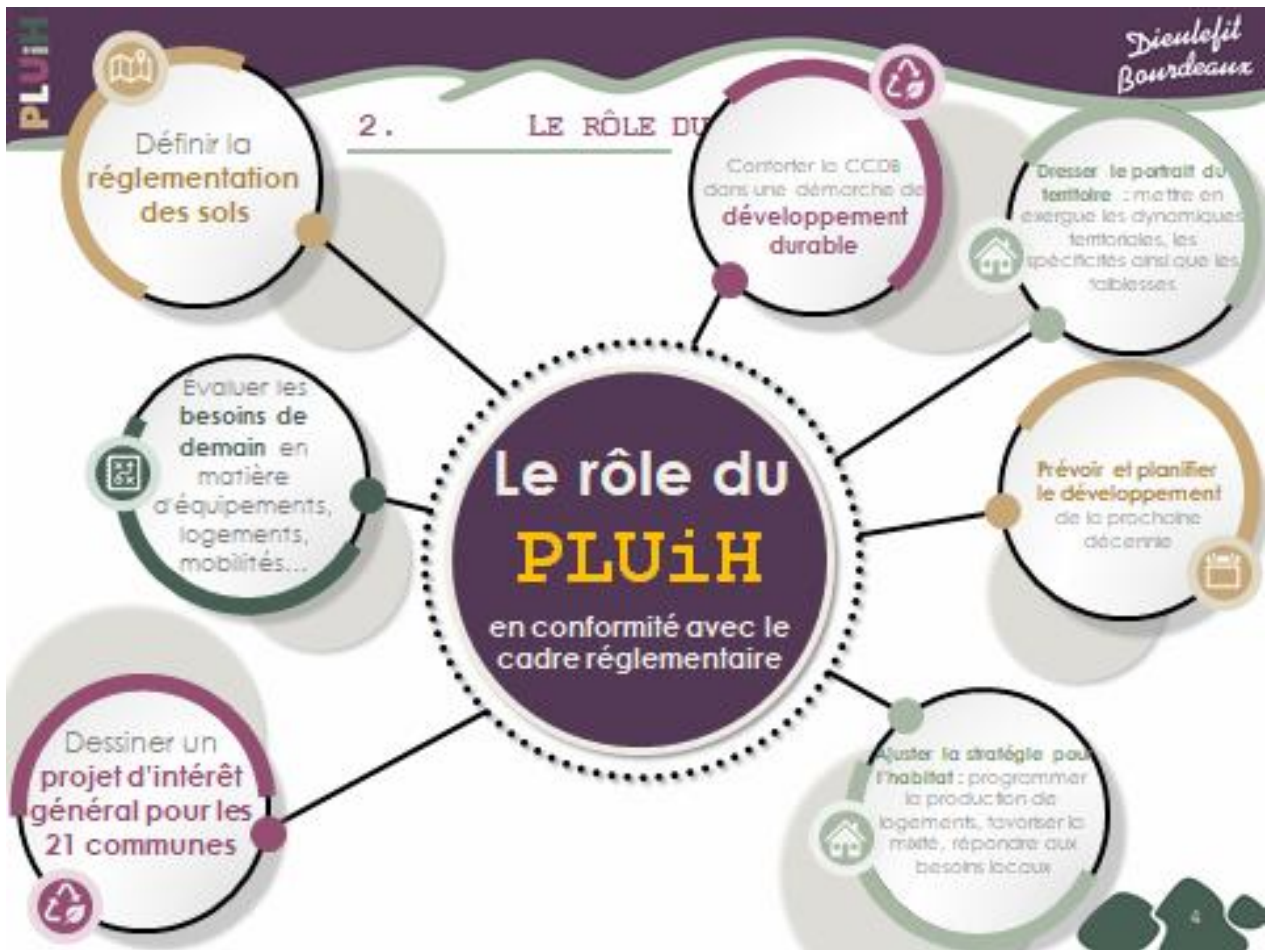 PLUiH
Dieulefit
Bourdeaux
2. LE RÔLE DU
Définir la
réglementation
des sols
Conforter la CCDB
dans une démarche de
développement
durable
Dresser le portrait du
territoire : mettre en
exergue les dynamiques
territoriales, les
spécificités ainsi que les
faiblesses.
Evaluer les
besoins de
demain en
matière
d'équipements,
logements,
mobilités...
Le rôle du
PLUiH
en conformité avec le
cadre réglementaire
Prévoir et planifier
le développement
de la prochaine
décennie
Dessiner un
projet d'intérêt
général pour les
21 communes
Ajuster la stratégie pour
l'habitat : programmer
la production de
logements, favoriser la
mixité, répondre aux
besoins locaux
4